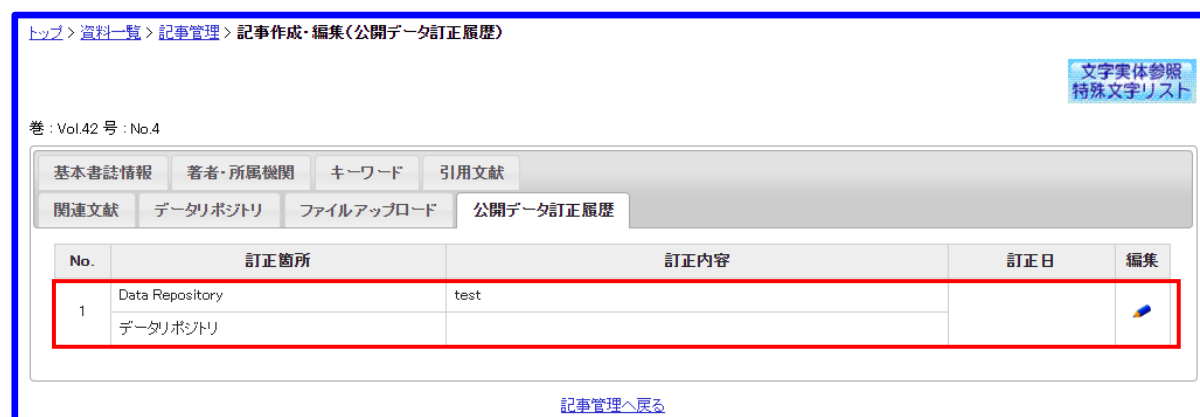 トップ > 資料一覧 > 記事管理 > 記事作成・編集(公開データ訂正履歴)
文字実体参照
特殊文字リスト
巻 : Vol.42 号 : No.4
基本書誌情報 著者・所属機関 キーワード 引用文献
関連文献 データリポジトリ ファイルアップロード 公開データ訂正履歴
No. 訂正箇所 訂正内容 訂正日 編集
1
Data Repository test
データリポジトリ
記事管理へ戻る